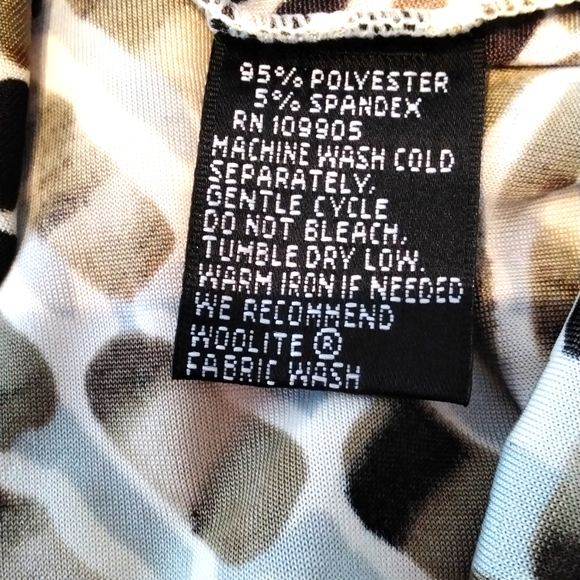 95% POLYESTER
5% SPANDEX
RN 109905
MACHINE WASH COLD
SEPARATELY,
GENTLE CYCLE
DO NOT BLEACH,
TUMBLE DRY LOW.
WARM IRON IF NEEDED
WE RECOMMEND
WOOLITE ®
FABRIC WASH